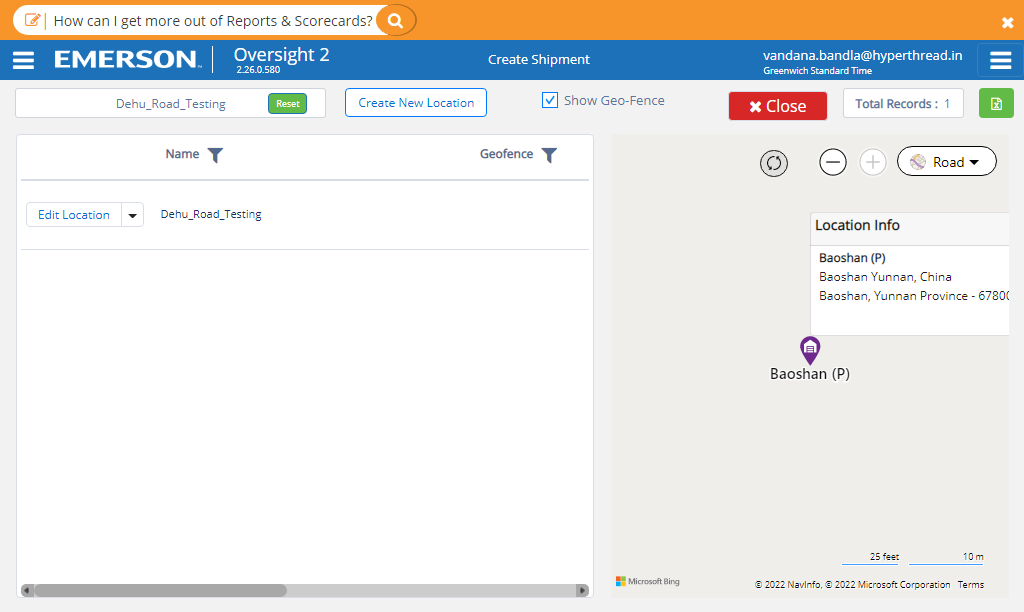 How can I get more out of Reports & Scorecards?
EMERSON™
Oversight 2
2.26.0.580
Create Shipment
vandana.bandla@hyperthread.in
Greenwich Standard Time
Dehu_Road_Testing
Reset
Create New Location
Show Geo-Fence
Close
Total Records : 1
Name
Geofence
Edit Location
Dehu_Road_Testing
Road
Location Info
Baoshan (P)
Baoshan Yunnan, China
Baoshan, Yunnan Province - 67800
Baoshan (P)
25 feet
10 m
Microsoft Bing
© 2022 NavInfo, © 2022 Microsoft Corporation Terms